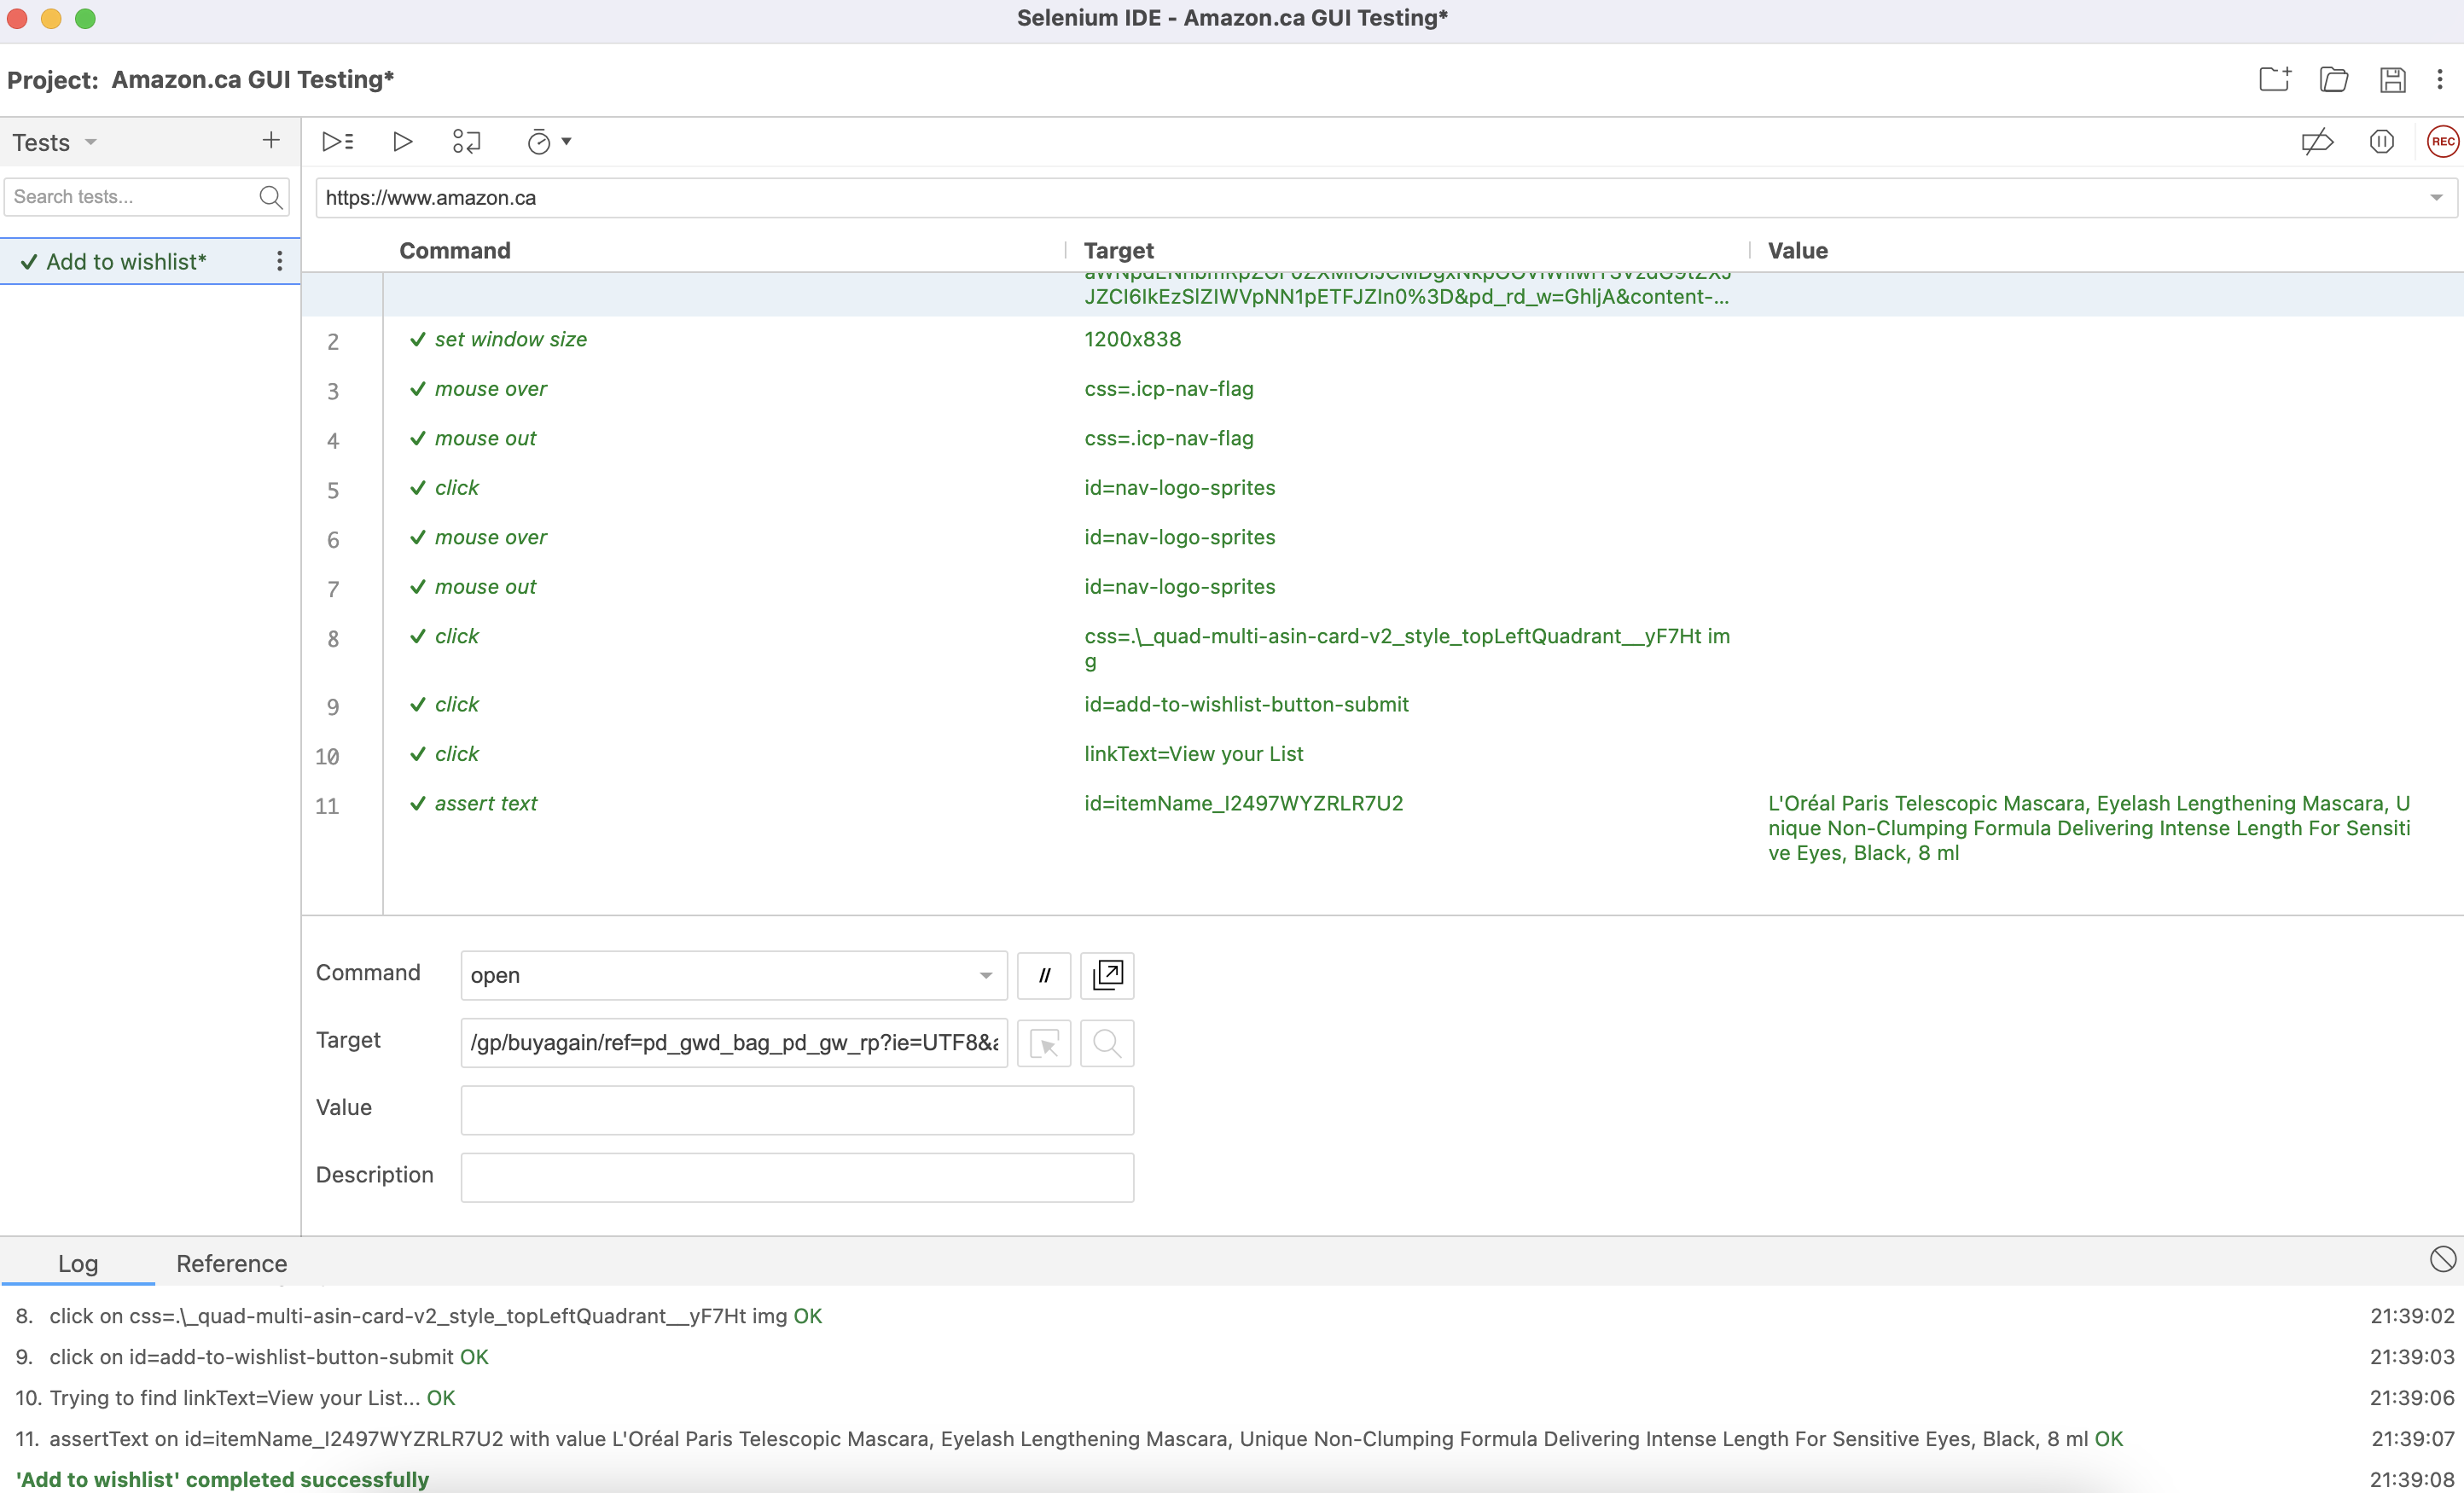 Selenium IDE - Amazon.ca GUI Testing*
Project: Amazon.ca GUI Testing*
Tests
REC
Search tests...
https://www.amazon.ca
Command Target Value
Add to wishlist*
JZCI6IkEzSlZIWVpNN1pETFJZIn0%3D&pd_rd_w=GhljA&content-...
2 set window size 1200x838
3 mouse over css=.icp-nav-flag
4 mouse out css=.icp-nav-flag
5 click id=nav-logo-sprites
6 mouse over id=nav-logo-sprites
7 mouse out id=nav-logo-sprites
8 click css=.\_quad-multi-asin-card-v2_style_topLeftQuadrant__yF7Ht im
g
9 click id=add-to-wishlist-button-submit
10 click linkText=View your List
11 assert text id=itemName_I2497WYZRLR7U2 L'Oréal Paris Telescopic Mascara, Eyelash Lengthening Mascara, U
nique Non-Clumping Formula Delivering Intense Length For Sensiti
ve Eyes, Black, 8 ml
Command open //
Target /gp/buyagain/ref=pd_gwd_bag_pd_gw_rp?ie=UTF8&
Value
Description
Log Reference
8. click on css=.\_quad-multi-asin-card-v2_style_topLeftQuadrant__yF7Ht img OK 21:39:02
9. click on id=add-to-wishlist-button-submit OK 21:39:03
10. Trying to find linkText=View your List... OK 21:39:06
11. assertText on id=itemName_I2497WYZRLR7U2 with value L'Oréal Paris Telescopic Mascara, Eyelash Lengthening Mascara, Unique Non-Clumping Formula Delivering Intense Length For Sensitive Eyes, Black, 8 ml OK 21:39:07
'Add to wishlist' completed successfully 21:39:08